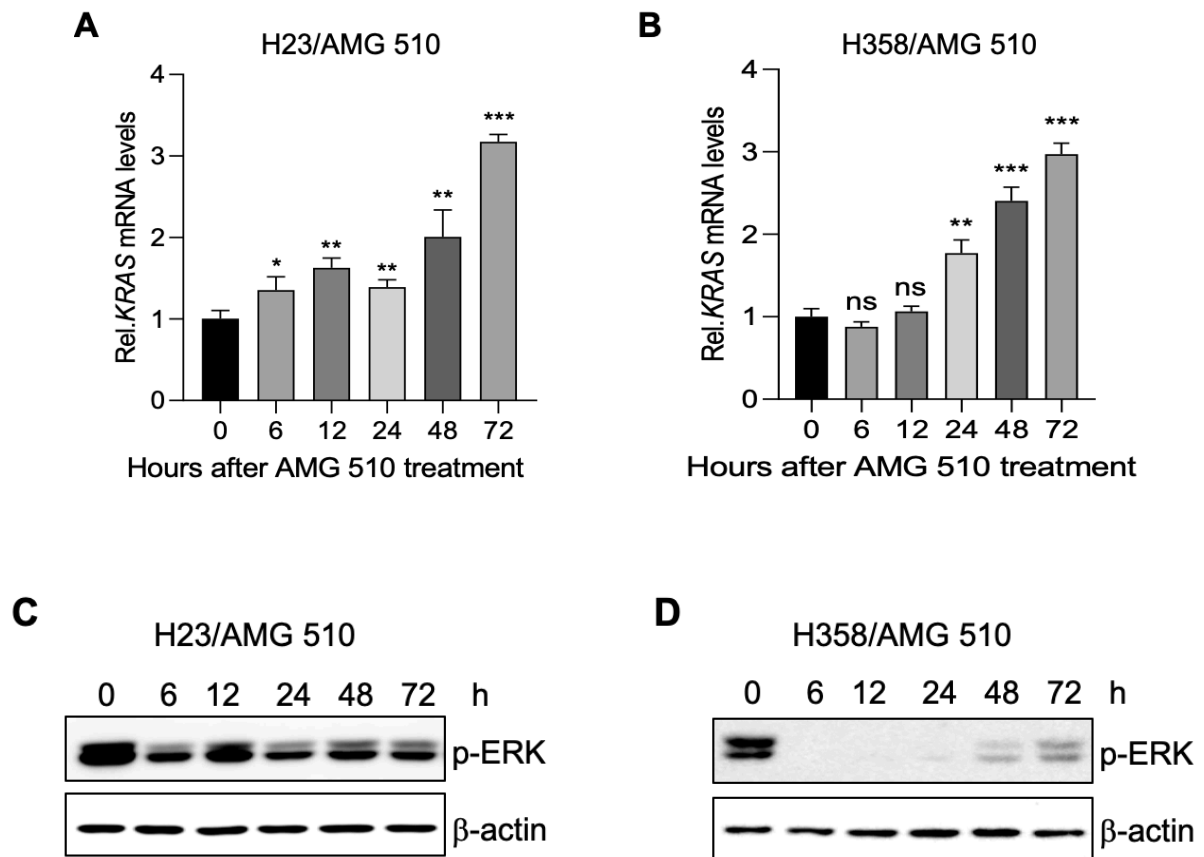 A
H23/AMG 510
Rel.KRAS mRNA levels
4
3
2
1
0
*
**
**
**
***
0 6 12 24 48 72
Hours after AMG 510 treatment
B
H358/AMG 510
Rel.KRAS mRNA levels
4
3
2
1
0
ns
ns
**
***
***
0 6 12 24 48 72
Hours after AMG 510 treatment
C
H23/AMG 510
0 6 12 24 48 72 h
p-ERK
β-actin
D
H358/AMG 510
0 6 12 24 48 72 h
p-ERK
β-actin